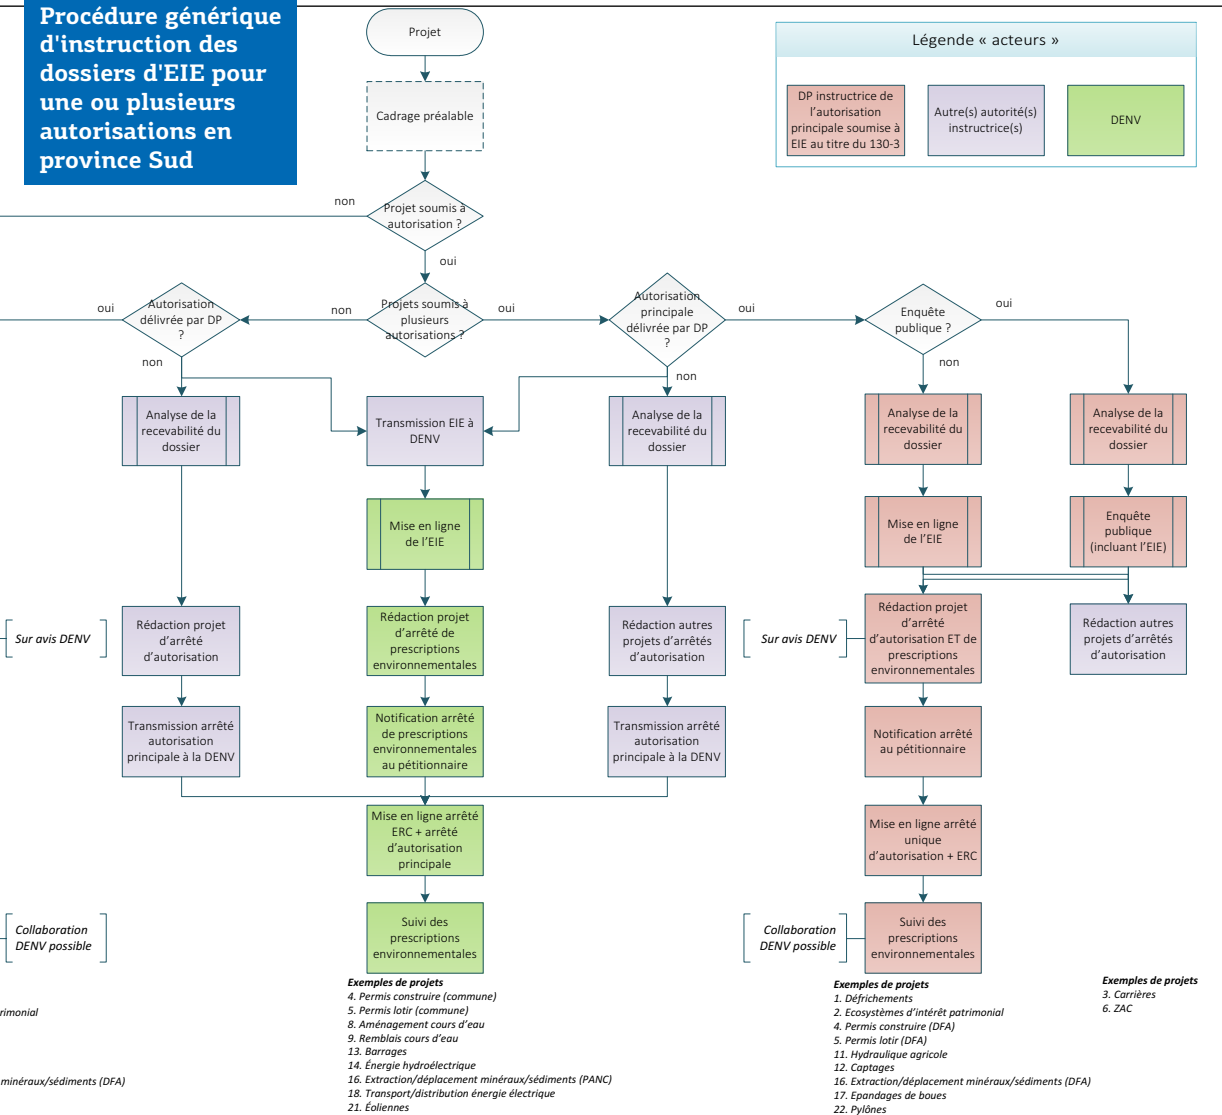 Procédure générique
d'instruction des
dossiers d'EIE pour
une ou plusieurs
autorisations en
province Sud
Projet
Cadrage préalable
Légende « acteurs »
DP instructrice de
l'autorisation
principale soumise à
EIE au titre du 130-3
Autre(s) autorité(s)
instructrice(s)
DENV
non
Projet soumis à
autorisation ?
oui
oui
Autorisation
délivrée par DP
?
non
Projets soumis à
plusieurs
autorisations ?
oui
Autorisation
principale
délivrée par DP
?
oui
Enquête
publique ?
oui
non
non
non
Analyse de la
recevabilité du
dossier
Transmission EIE à
DENV
Analyse de la
recevabilité du
dossier
Analyse de la
recevabilité du
dossier
Analyse de la
recevabilité du
dossier
Mise en ligne
de l'EIE
Mise en ligne
de l'EIE
Enquête
publique
(incluant l'EIE)
Sur avis DENV
Rédaction projet
d'arrêté
d'autorisation
Rédaction projet
d'arrêté de
prescriptions
environnementales
Rédaction autres
projets d'arrêtés
d'autorisation
Sur avis DENV
Rédaction projet
d'arrêté
d'autorisation ET de
prescriptions
environnementales
Rédaction autres
projets d'arrêtés
d'autorisation
Transmission arrêté
autorisation
principale à la DENV
Notification arrêté
de prescriptions
environnementales
au pétitionnaire
Transmission arrêté
autorisation
principale à la DENV
Notification arrêté
au pétitionnaire
Mise en ligne arrêté
ERC + arrêté
d'autorisation
principale
Mise en ligne arrêté
unique
d'autorisation + ERC
Collaboration
DENV possible
Suivi des
prescriptions
environnementales
Collaboration
DENV possible
Suivi des
prescriptions
environnementales
rimonial
minéraux/sédiments (DFA)
Exemples de projets
4. Permis construire (commune)
5. Permis lotir (commune)
8. Aménagement cours d'eau
9. Remblais cours d'eau
13. Barrages
14. Énergie hydroélectrique
16. Extraction/déplacement minéraux/sédiments (PANC)
18. Transport/distribution énergie électrique
21. Éoliennes
Exemples de projets
1. Défrichements
2. Ecosystèmes d'intérêt patrimonial
4. Permis construire (DFA)
5. Permis lotir (DFA)
11. Hydraulique agricole
12. Captages
16. Extraction/déplacement minéraux/sédiments (DFA)
17. Epandages de boues
22. Pylônes
Exemples de projets
3. Carrières
6. ZAC